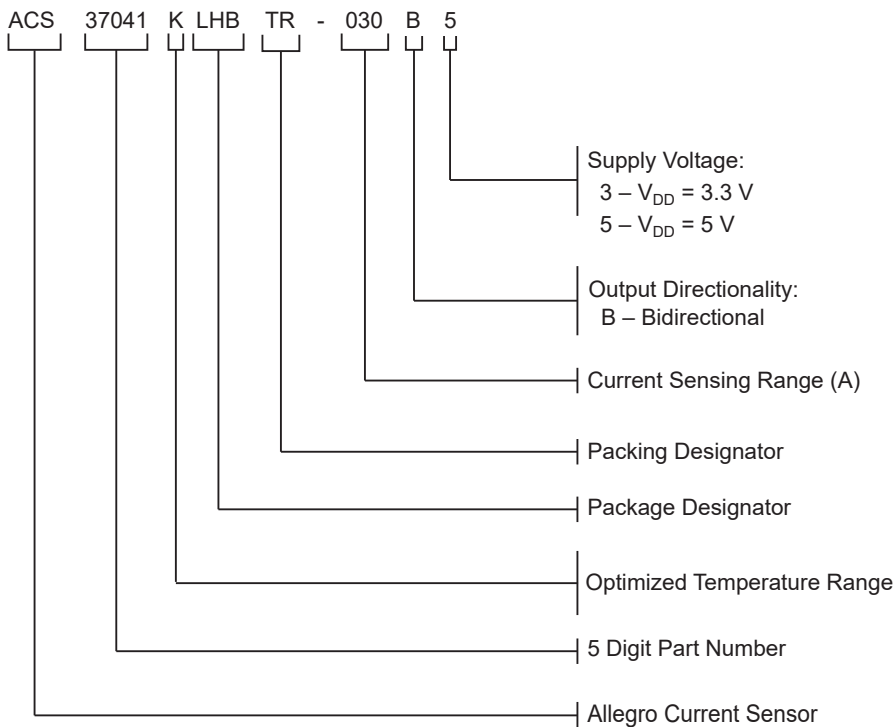 ACS 37041 K LHB TR - 030 B 5
Supply Voltage:
3 – VDD = 3.3 V
5 – VDD = 5 V
Output Directionality:
B – Bidirectional
Current Sensing Range (A)
Packing Designator
Package Designator
Optimized Temperature Range
5 Digit Part Number
Allegro Current Sensor